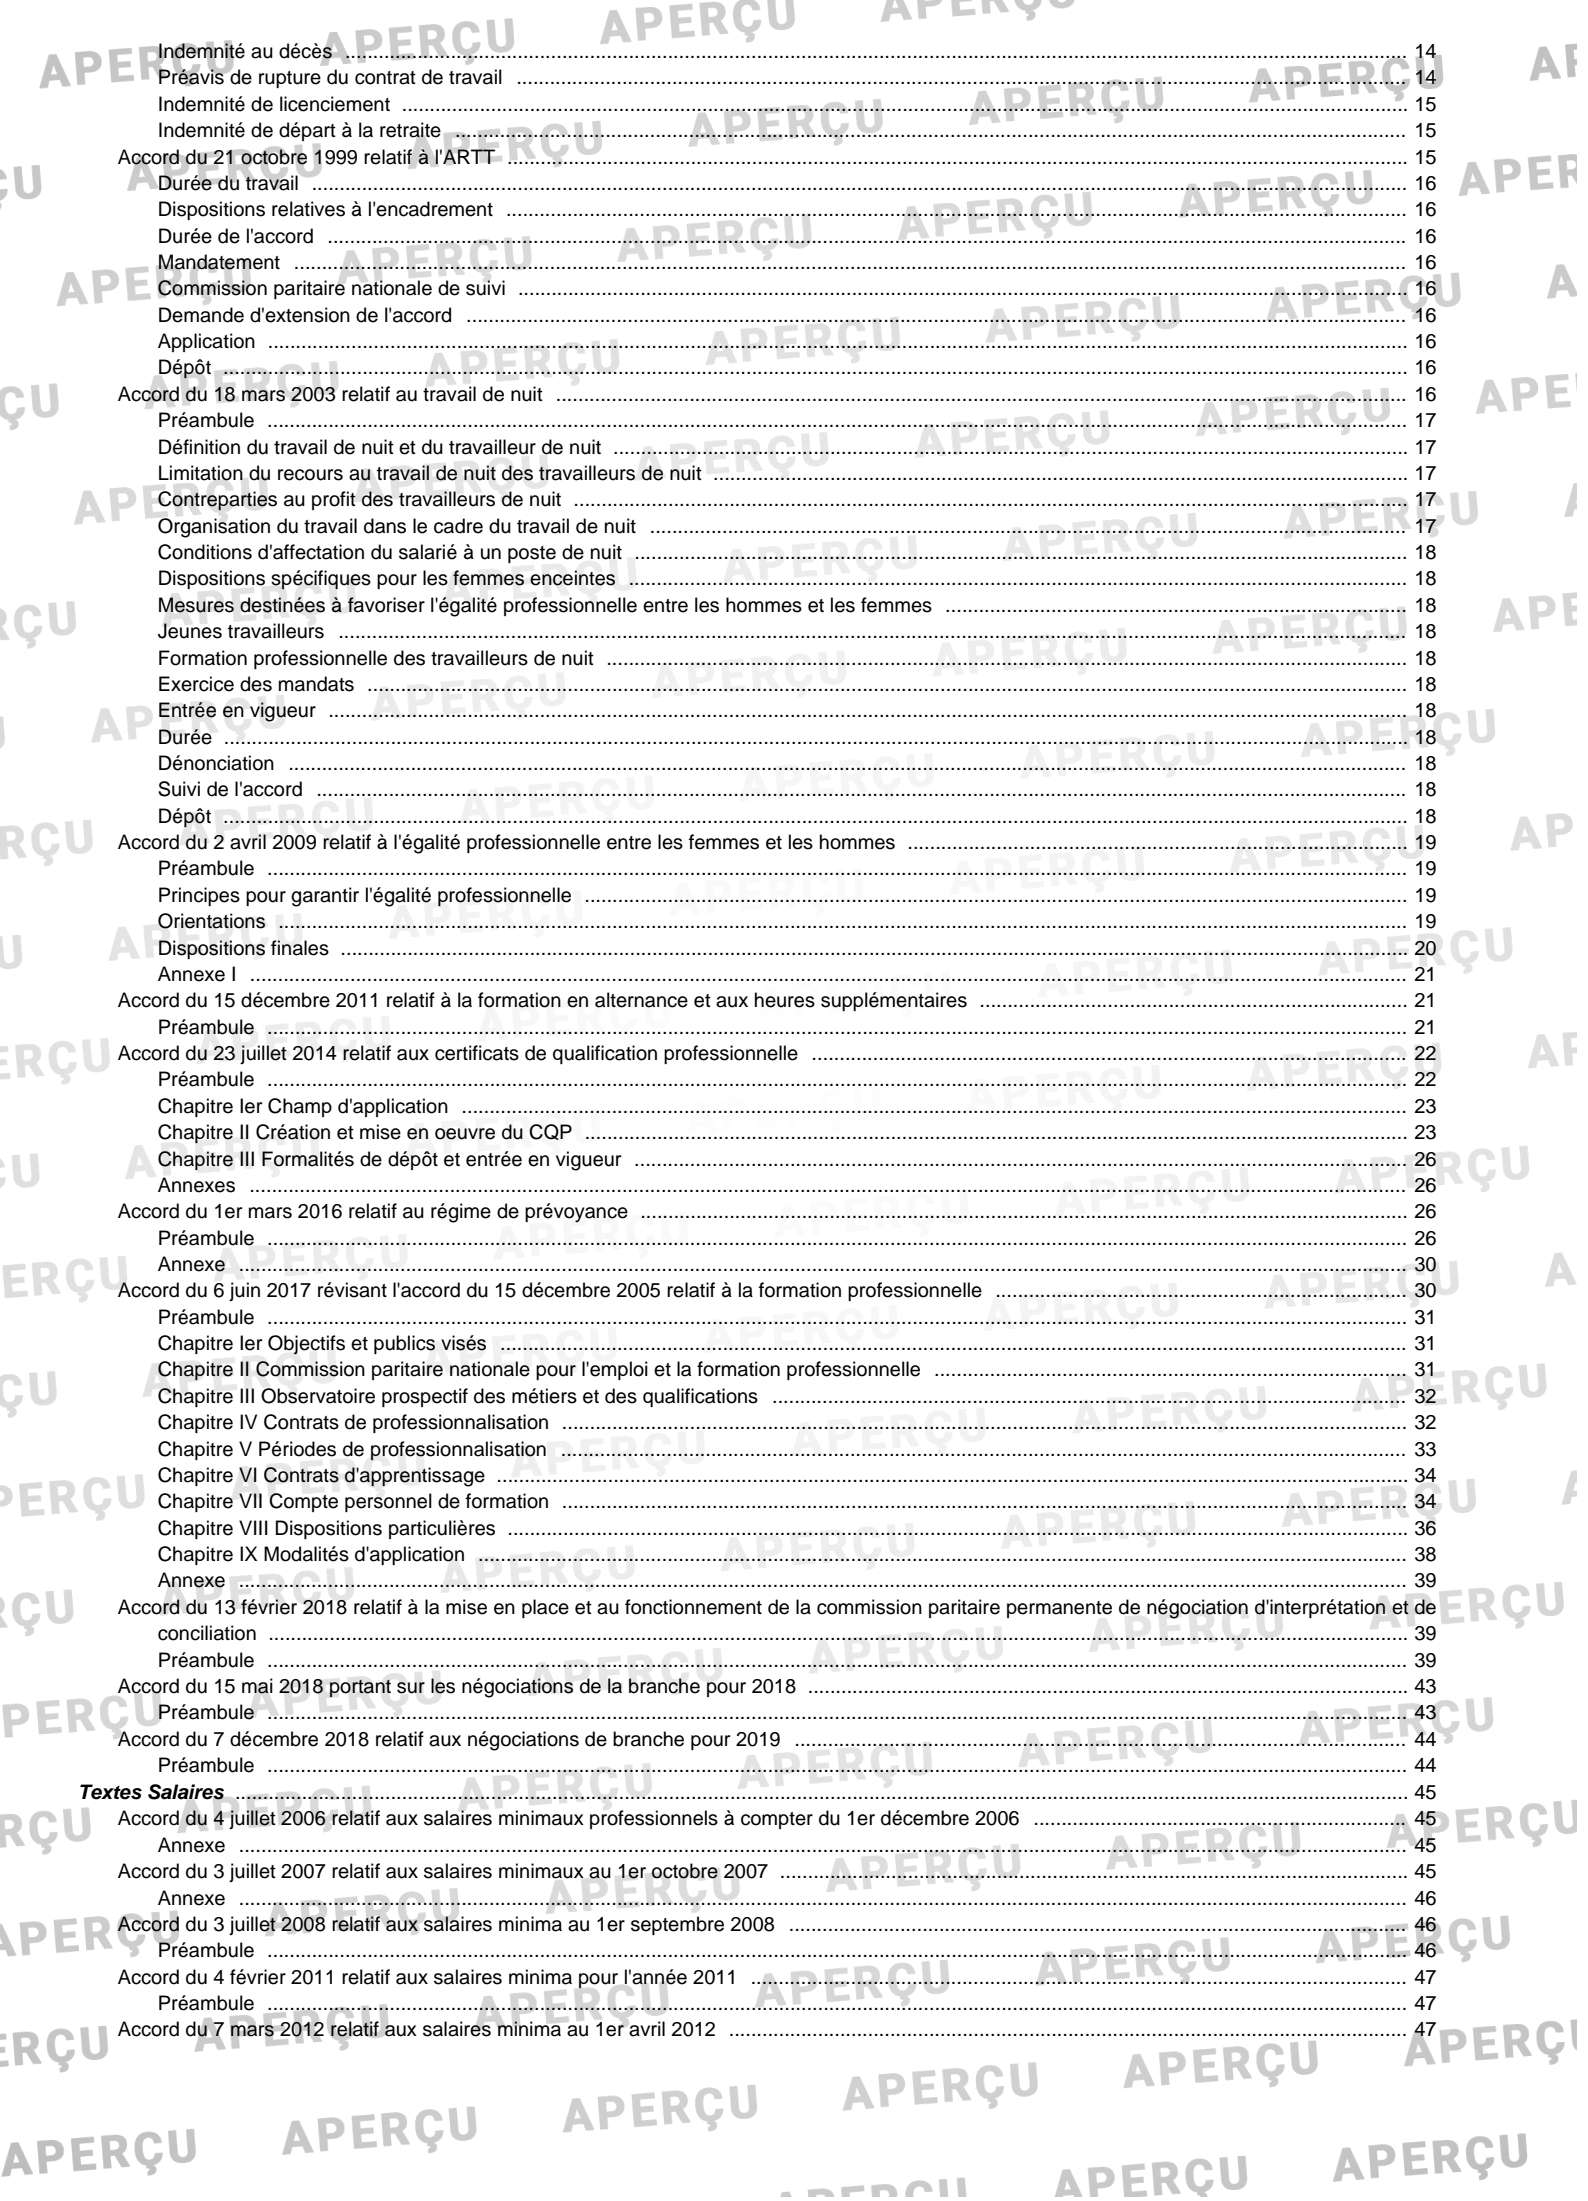 Indemnité au décès ........ 14
Préavis de rupture du contrat de travail ........ 14
Indemnité de licenciement ........ 15
Indemnité de départ à la retraite ........ 15
Accord du 21 octobre 1999 relatif à l'ARTT ........ 15
Durée du travail ........ 16
Dispositions relatives à l'encadrement ........ 16
Durée de l'accord ........ 16
Mandatement ........ 16
Commission paritaire nationale de suivi ........ 16
Demande d'extension de l'accord ........ 16
Application ........ 16
Dépôt ........ 16
Accord du 18 mars 2003 relatif au travail de nuit ........ 16
Préambule ........ 17
Définition du travail de nuit et du travailleur de nuit ........ 17
Limitation du recours au travail de nuit des travailleurs de nuit ........ 17
Contreparties au profit des travailleurs de nuit ........ 17
Organisation du travail dans le cadre du travail de nuit ........ 17
Conditions d'affectation du salarié à un poste de nuit ........ 18
Dispositions spécifiques pour les femmes enceintes ........ 18
Mesures destinées à favoriser l'égalité professionnelle entre les hommes et les femmes ........ 18
Jeunes travailleurs ........ 18
Formation professionnelle des travailleurs de nuit ........ 18
Exercice des mandats ........ 18
Entrée en vigueur ........ 18
Durée ........ 18
Dénonciation ........ 18
Suivi de l'accord ........ 18
Dépôt ........ 18
Accord du 2 avril 2009 relatif à l'égalité professionnelle entre les femmes et les hommes ........ 19
Préambule ........ 19
Principes pour garantir l'égalité professionnelle ........ 19
Orientations ........ 19
Dispositions finales ........ 20
Annexe I ........ 21
Accord du 15 décembre 2011 relatif à la formation en alternance et aux heures supplémentaires ........ 21
Préambule ........ 21
Accord du 23 juillet 2014 relatif aux certificats de qualification professionnelle ........ 22
Préambule ........ 22
Chapitre Ier Champ d'application ........ 23
Chapitre II Création et mise en oeuvre du CQP ........ 23
Chapitre III Formalités de dépôt et entrée en vigueur ........ 26
Annexes ........ 26
Accord du 1er mars 2016 relatif au régime de prévoyance ........ 26
Préambule ........ 26
Annexe ........ 30
Accord du 6 juin 2017 révisant l'accord du 15 décembre 2005 relatif à la formation professionnelle ........ 30
Préambule ........ 31
Chapitre Ier Objectifs et publics visés ........ 31
Chapitre II Commission paritaire nationale pour l'emploi et la formation professionnelle ........ 31
Chapitre III Observatoire prospectif des métiers et des qualifications ........ 32
Chapitre IV Contrats de professionnalisation ........ 32
Chapitre V Périodes de professionnalisation ........ 33
Chapitre VI Contrats d'apprentissage ........ 34
Chapitre VII Compte personnel de formation ........ 34
Chapitre VIII Dispositions particulières ........ 36
Chapitre IX Modalités d'application ........ 38
Annexe ........ 39
Accord du 13 février 2018 relatif à la mise en place et au fonctionnement de la commission paritaire permanente de négociation d'interprétation et de
conciliation ........ 39
Préambule ........ 39
Accord du 15 mai 2018 portant sur les négociations de la branche pour 2018 ........ 43
Préambule ........ 43
Accord du 7 décembre 2018 relatif aux négociations de branche pour 2019 ........ 44
Préambule ........ 44
Textes Salaires ........ 45
Accord du 4 juillet 2006 relatif aux salaires minimaux professionnels à compter du 1er décembre 2006 ........ 45
Annexe ........ 45
Accord du 3 juillet 2007 relatif aux salaires minimaux au 1er octobre 2007 ........ 45
Annexe ........ 46
Accord du 3 juillet 2008 relatif aux salaires minima au 1er septembre 2008 ........ 46
Préambule ........ 46
Accord du 4 février 2011 relatif aux salaires minima pour l'année 2011 ........ 47
Préambule ........ 47
Accord du 7 mars 2012 relatif aux salaires minima au 1er avril 2012 ........ 47
APERÇU